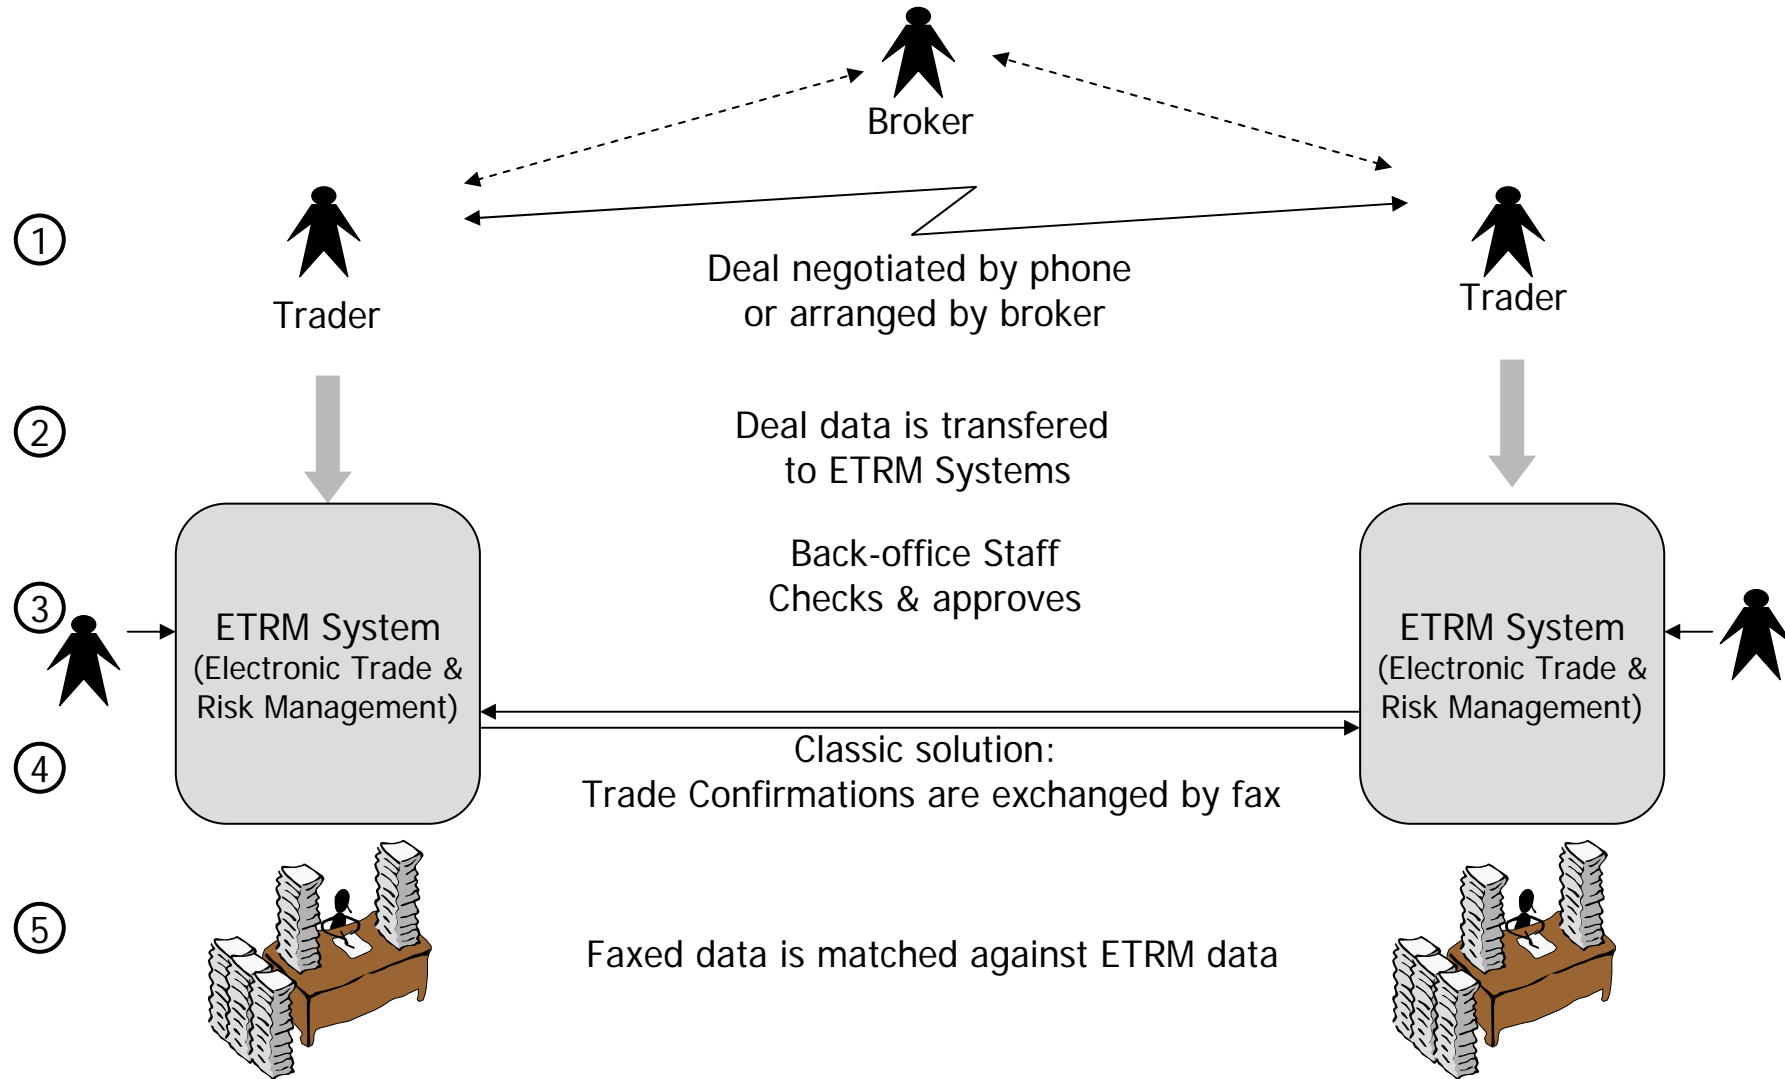 Broker
1
Trader
Deal negotiated by phone
or arranged by broker
Trader
2
Deal data is transfered
to ETRM Systems
3
Back-office Staff
Checks & approves
ETRM System
(Electronic Trade &
Risk Management)
ETRM System
(Electronic Trade &
Risk Management)
4
Classic solution:
Trade Confirmations are exchanged by fax
5
Faxed data is matched against ETRM data